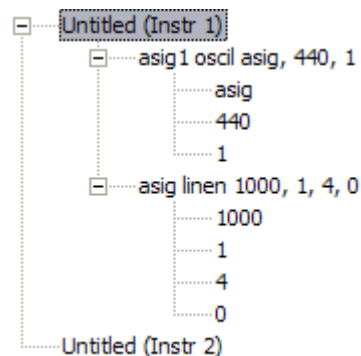 Untitled (Instr 1)
asig1 oscil asig, 440, 1
asig
440
1
asig linen 1000, 1, 4, 0
1000
1
4
0
Untitled (Instr 2)